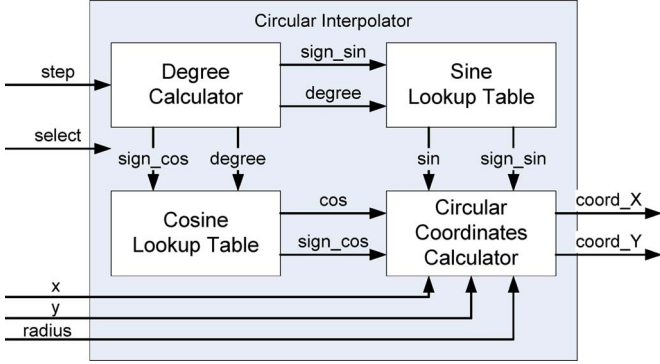 Circular Interpolator
step
Degree
Calculator
sign_sin
degree
Sine
Lookup Table
select
sign_cos
degree
sin
sign_sin
Cosine
Lookup Table
cos
sign_cos
Circular
Coordinates
Calculator
coord_X
coord_Y
x
y
radius